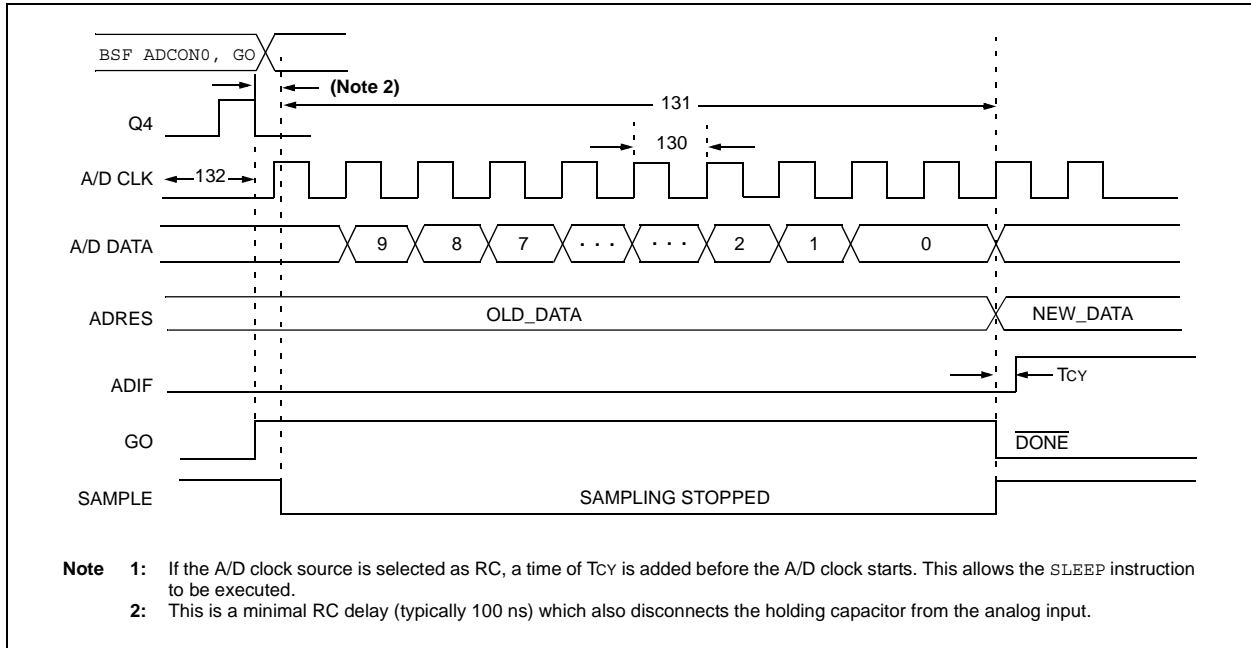 BSF ADCON0, GO
(Note 2)
131
Q4
130
A/D CLK
132
A/D DATA
9 8 7 · · · · · · 2 1 0
ADRES
OLD_DATA
NEW_DATA
ADIF
TCY
GO
DONE
SAMPLE
SAMPLING STOPPED
Note 1: If the A/D clock source is selected as RC, a time of TCY is added before the A/D clock starts. This allows the SLEEP instruction
to be executed.
2: This is a minimal RC delay (typically 100 ns) which also disconnects the holding capacitor from the analog input.